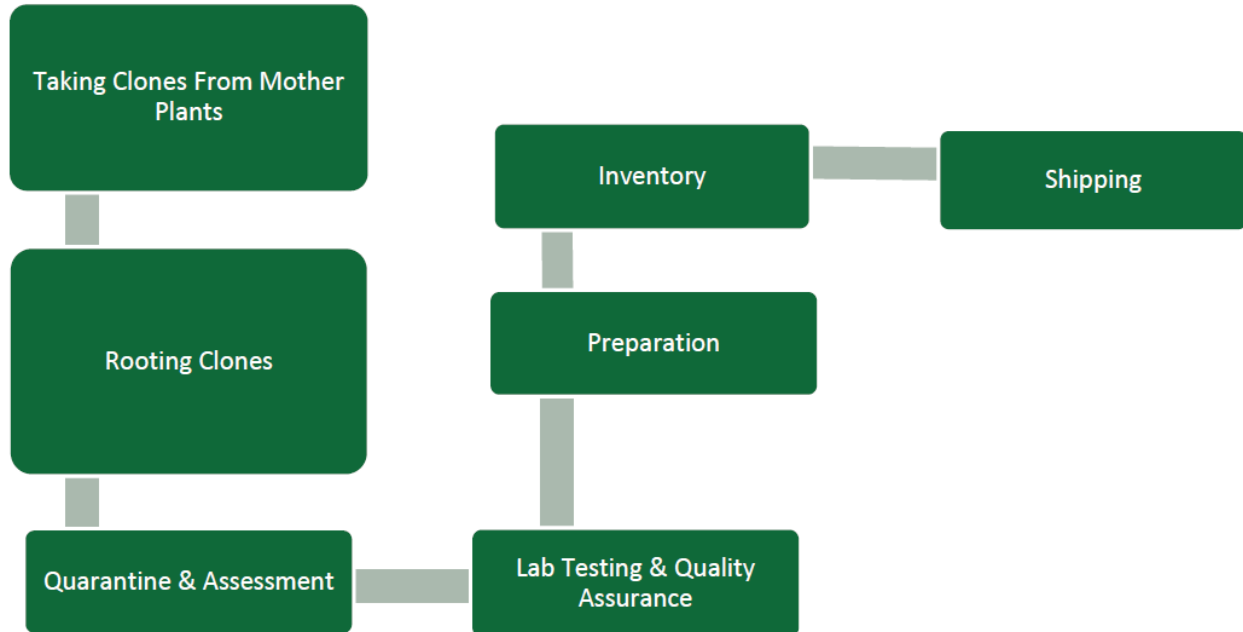 Taking Clones From Mother
Plants
Rooting Clones
Quarantine & Assessment
Lab Testing & Quality
Assurance
Preparation
Inventory
Shipping